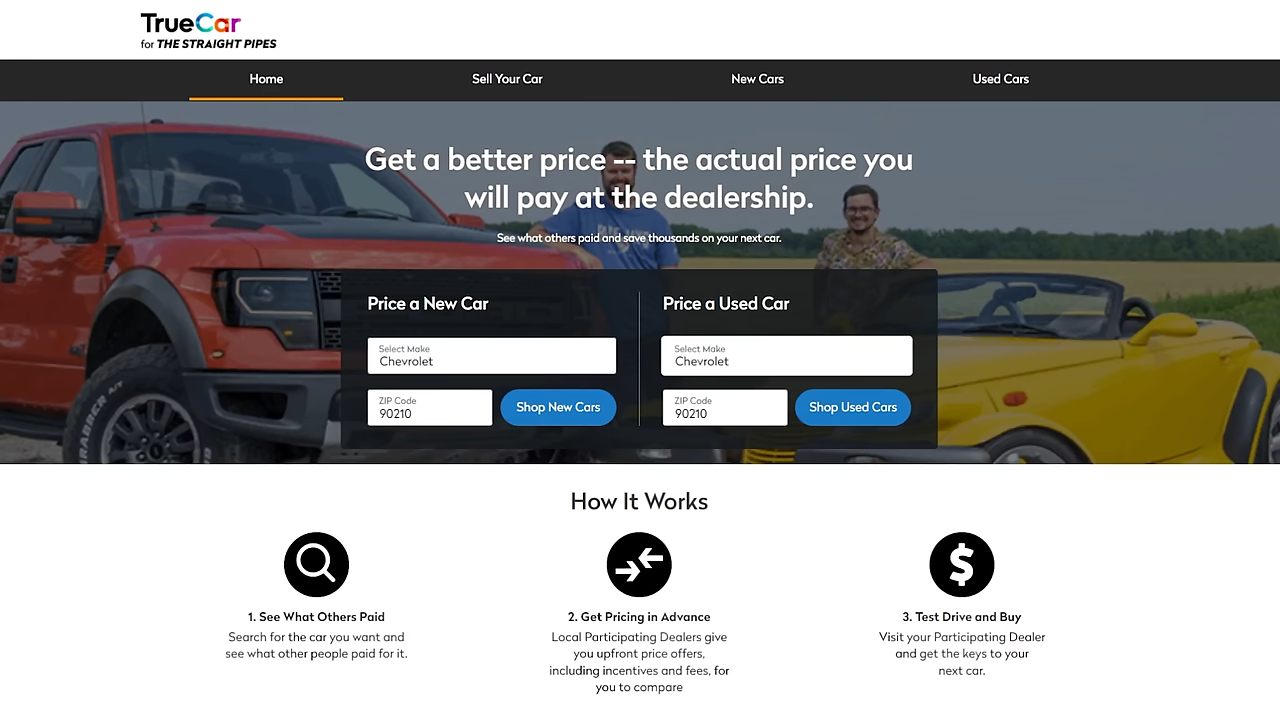 TrueCar
for THE STRAIGHT PIPES
Home
Sell Your Car
New Cars
Used Cars
Get a better price -- the actual price you
will pay at the dealership.
See what others paid and save thousands on your next car.
Price a New Car
Select Make
Chevrolet
ZIP Code
90210
Shop New Cars
Price a Used Car
Select Make
Chevrolet
ZIP Code
90210
Shop Used Cars
How It Works
1. See What Others Paid
Search for the car you want and
see what other people paid for it.
2. Get Pricing in Advance
Local Participating Dealers give
you upfront price offers,
including incentives and fees, for
you to compare
3. Test Drive and Buy
Visit your Participating Dealer
and get the keys to your
next car.